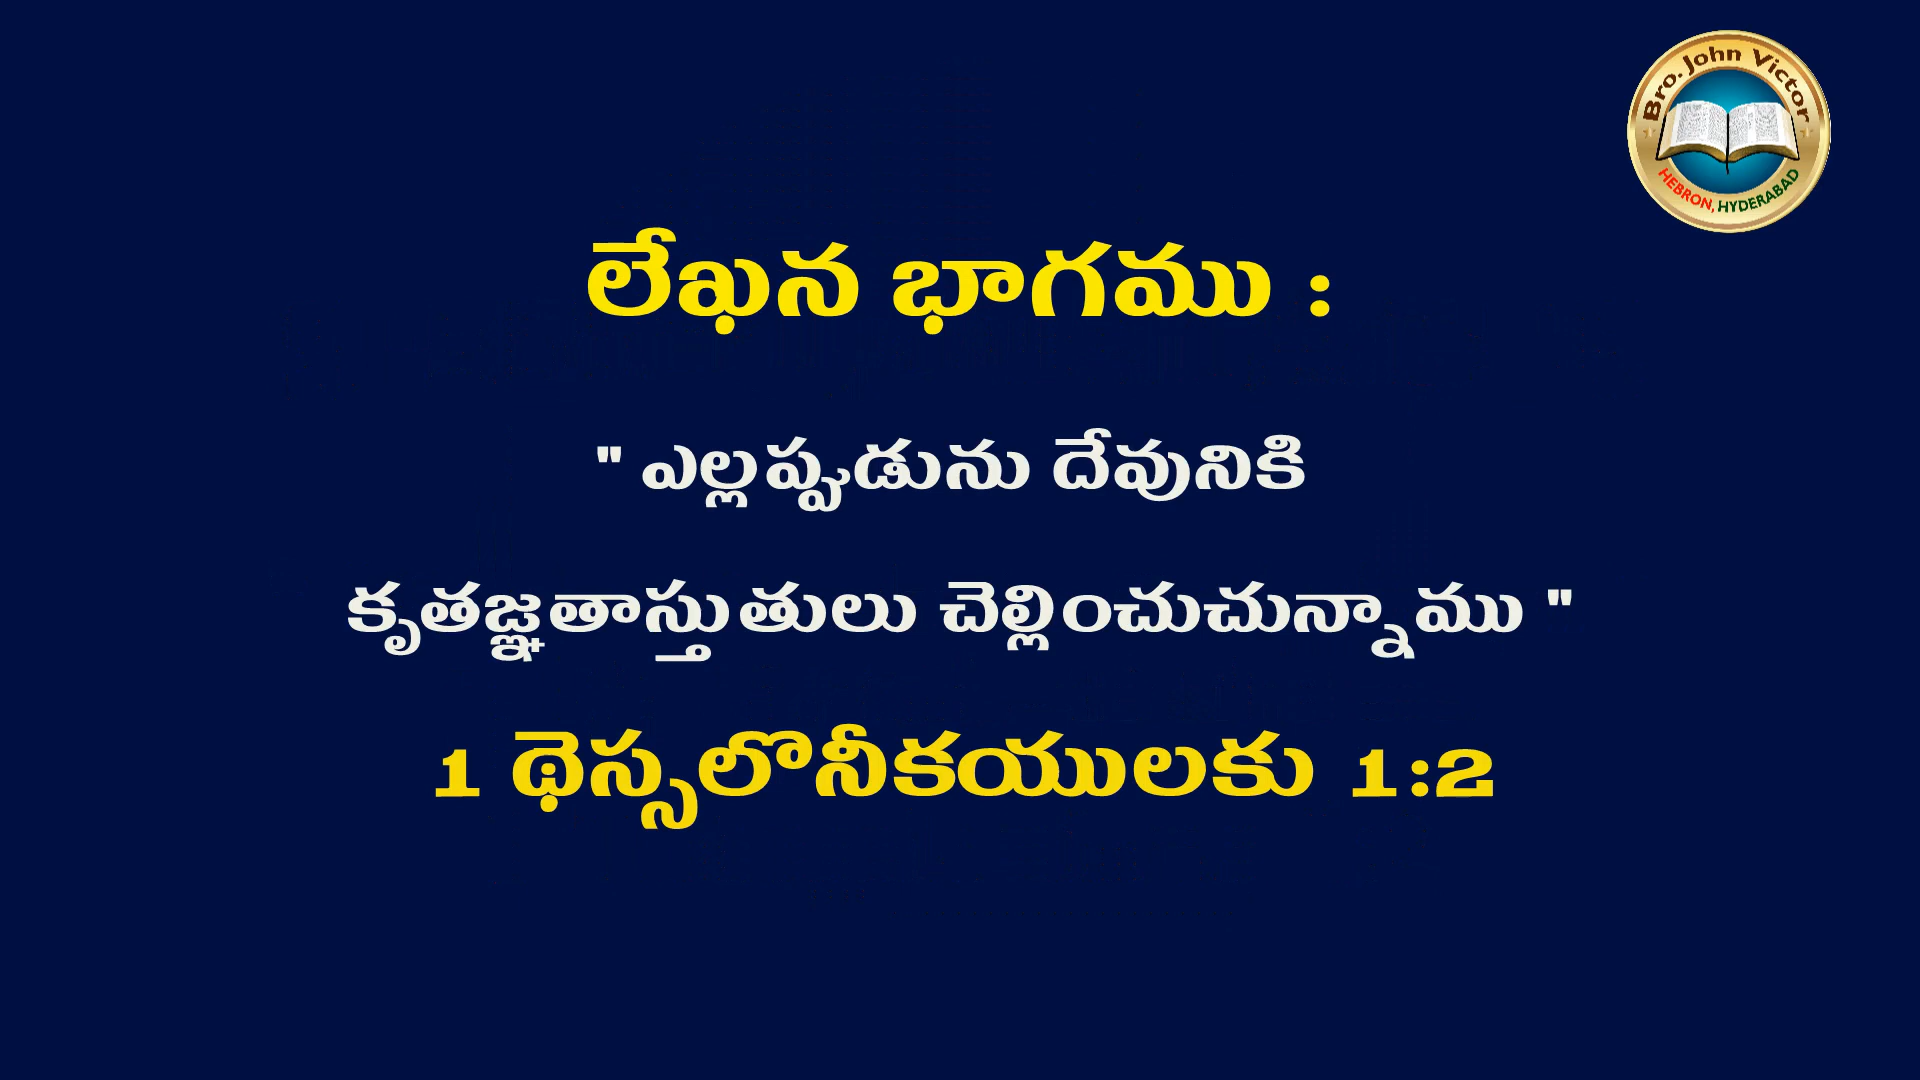 Bro. John Victor
HEBRON, HYDERABAD
లేఖన భాగము :
" ఎల్లప్పుడును దేవునికి
కృతజ్ఞతాస్తుతులు చెల్లించుచున్నాము "
1 థెస్సలొనీకయులకు 1:2